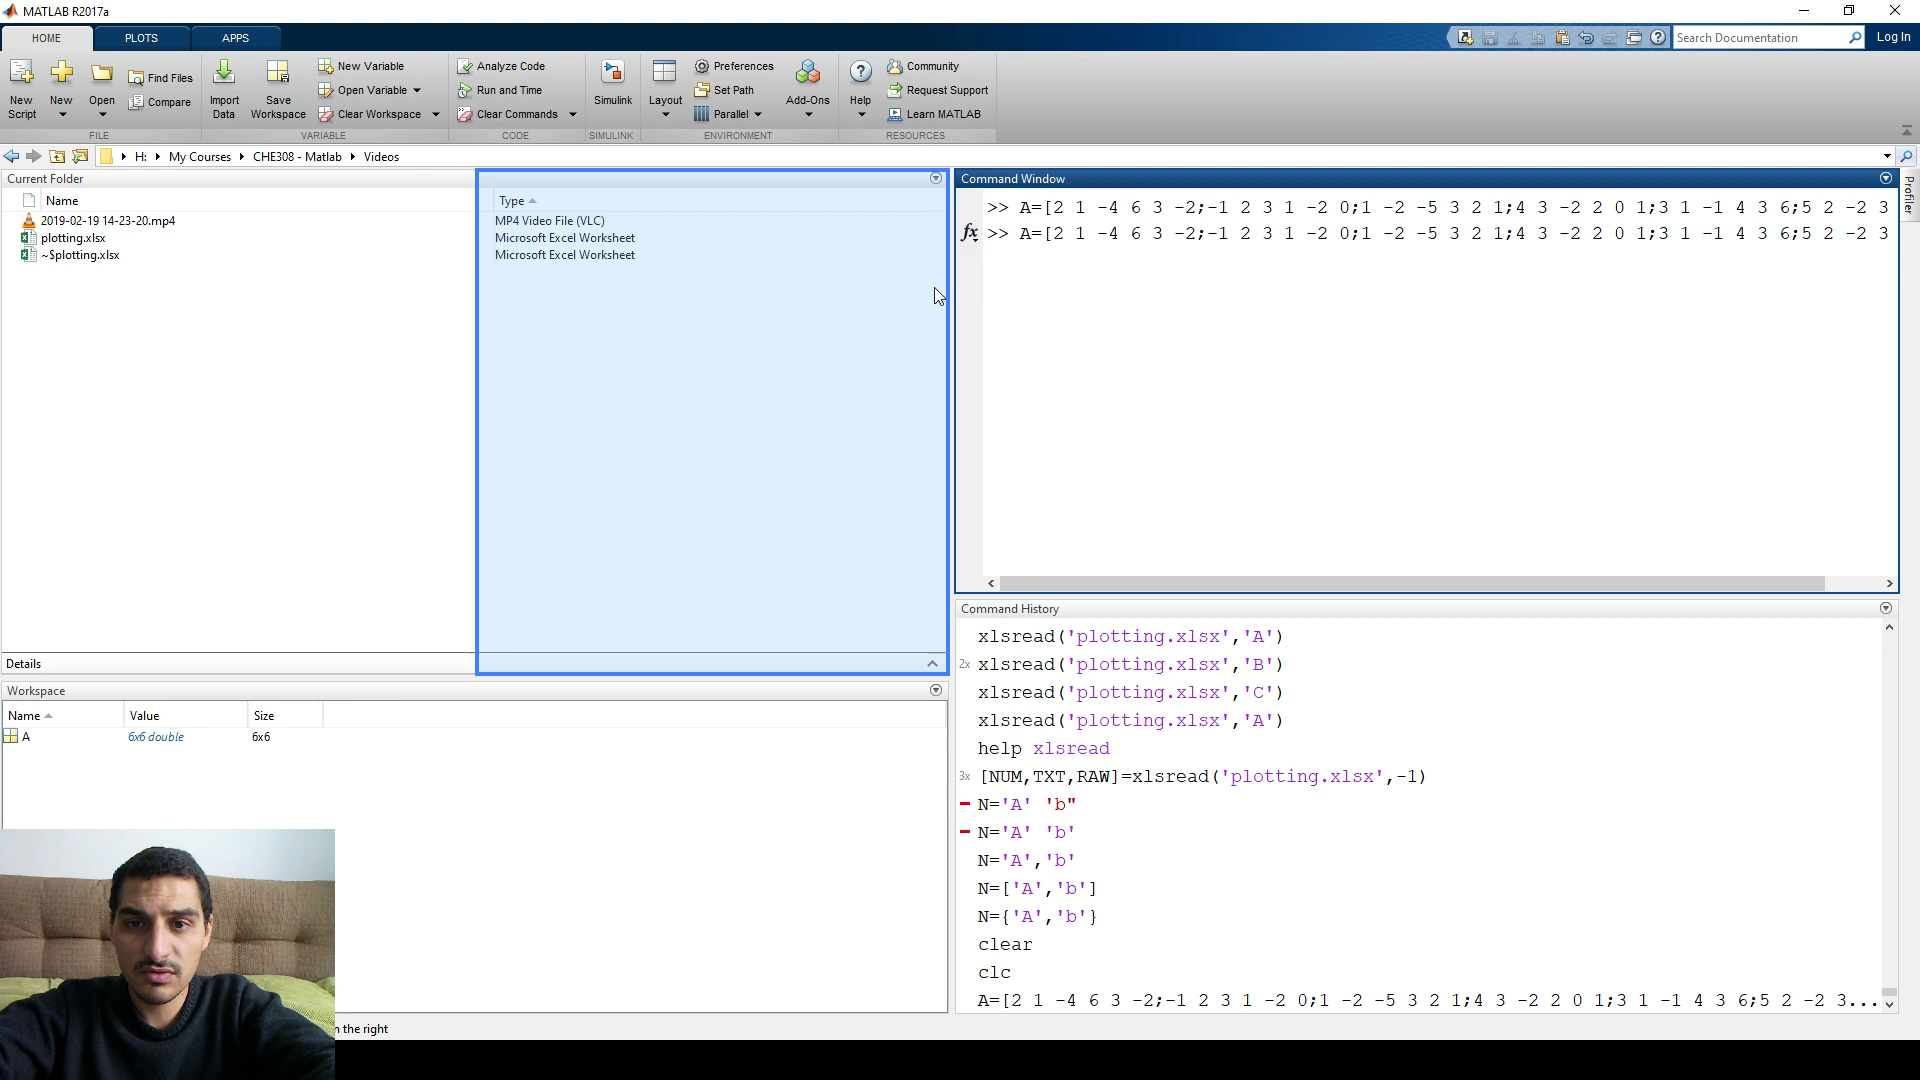 MATLAB R2017a
HOME PLOTS APPS
Search Documentation Log In
New Script New Open Find Files Compare
FILE
Import Data Save Workspace New Variable Open Variable Clear Workspace
VARIABLE
Analyze Code Run and Time Clear Commands
CODE
Simulink
SIMULINK
Layout Preferences Set Path Parallel Add-Ons
ENVIRONMENT
Help Community Request Support Learn MATLAB
RESOURCES
H: My Courses CHE308 - Matlab Videos
Current Folder
Name Type
2019-02-19 14-23-20.mp4 MP4 Video File (VLC)
plotting.xlsx Microsoft Excel Worksheet
~$plotting.xlsx Microsoft Excel Worksheet
Details
Workspace
Name Value Size
A 6x6 double 6x6
n the right
Command Window
>> A=[2 1 -4 6 3 -2;-1 2 3 1 -2 0;1 -2 -5 3 2 1;4 3 -2 2 0 1;3 1 -1 4 3 6;5 2 -2 3
fx >> A=[2 1 -4 6 3 -2;-1 2 3 1 -2 0;1 -2 -5 3 2 1;4 3 -2 2 0 1;3 1 -1 4 3 6;5 2 -2 3
Profiler
Command History
xlsread('plotting.xlsx','A')
2x xlsread('plotting.xlsx','B')
xlsread('plotting.xlsx','C')
xlsread('plotting.xlsx','A')
help xlsread
3x [NUM,TXT,RAW]=xlsread('plotting.xlsx',-1)
N='A' 'b"
N='A' 'b'
N='A','b'
N=['A','b']
N={'A','b'}
clear
clc
A=[2 1 -4 6 3 -2;-1 2 3 1 -2 0;1 -2 -5 3 2 1;4 3 -2 2 0 1;3 1 -1 4 3 6;5 2 -2 3...